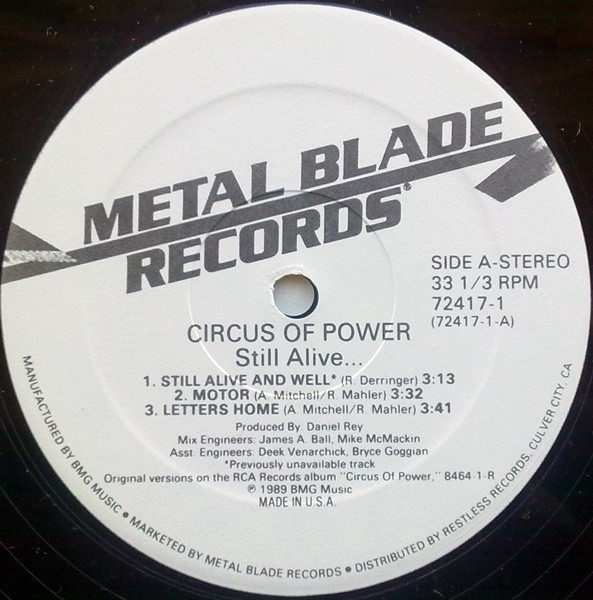 METAL BLADE
RECORDS®
SIDE A-STEREO
33 1/3 RPM
72417-1
(72417-1-A)
CIRCUS OF POWER
Still Alive...
1. STILL ALIVE AND WELL* (R. Derringer) 3:13
2. MOTOR (A. Mitchell/R. Mahler) 3:32
3. LETTERS HOME (A. Mitchell/R. Mahler) 3:41
Produced By: Daniel Rey
Mix Engineers: James A. Ball, Mike McMackin
Asst. Engineers: Deek Venarchick, Bryce Goggian
*Previously unavailable track
Original versions on the RCA Records album "Circus Of Power," 8464-1-R
℗ 1989 BMG Music
MADE IN U.S.A.
MANUFACTURED BY BMG MUSIC • MARKETED BY METAL BLADE RECORDS • DISTRIBUTED BY RESTLESS RECORDS, CULVER CITY, CA